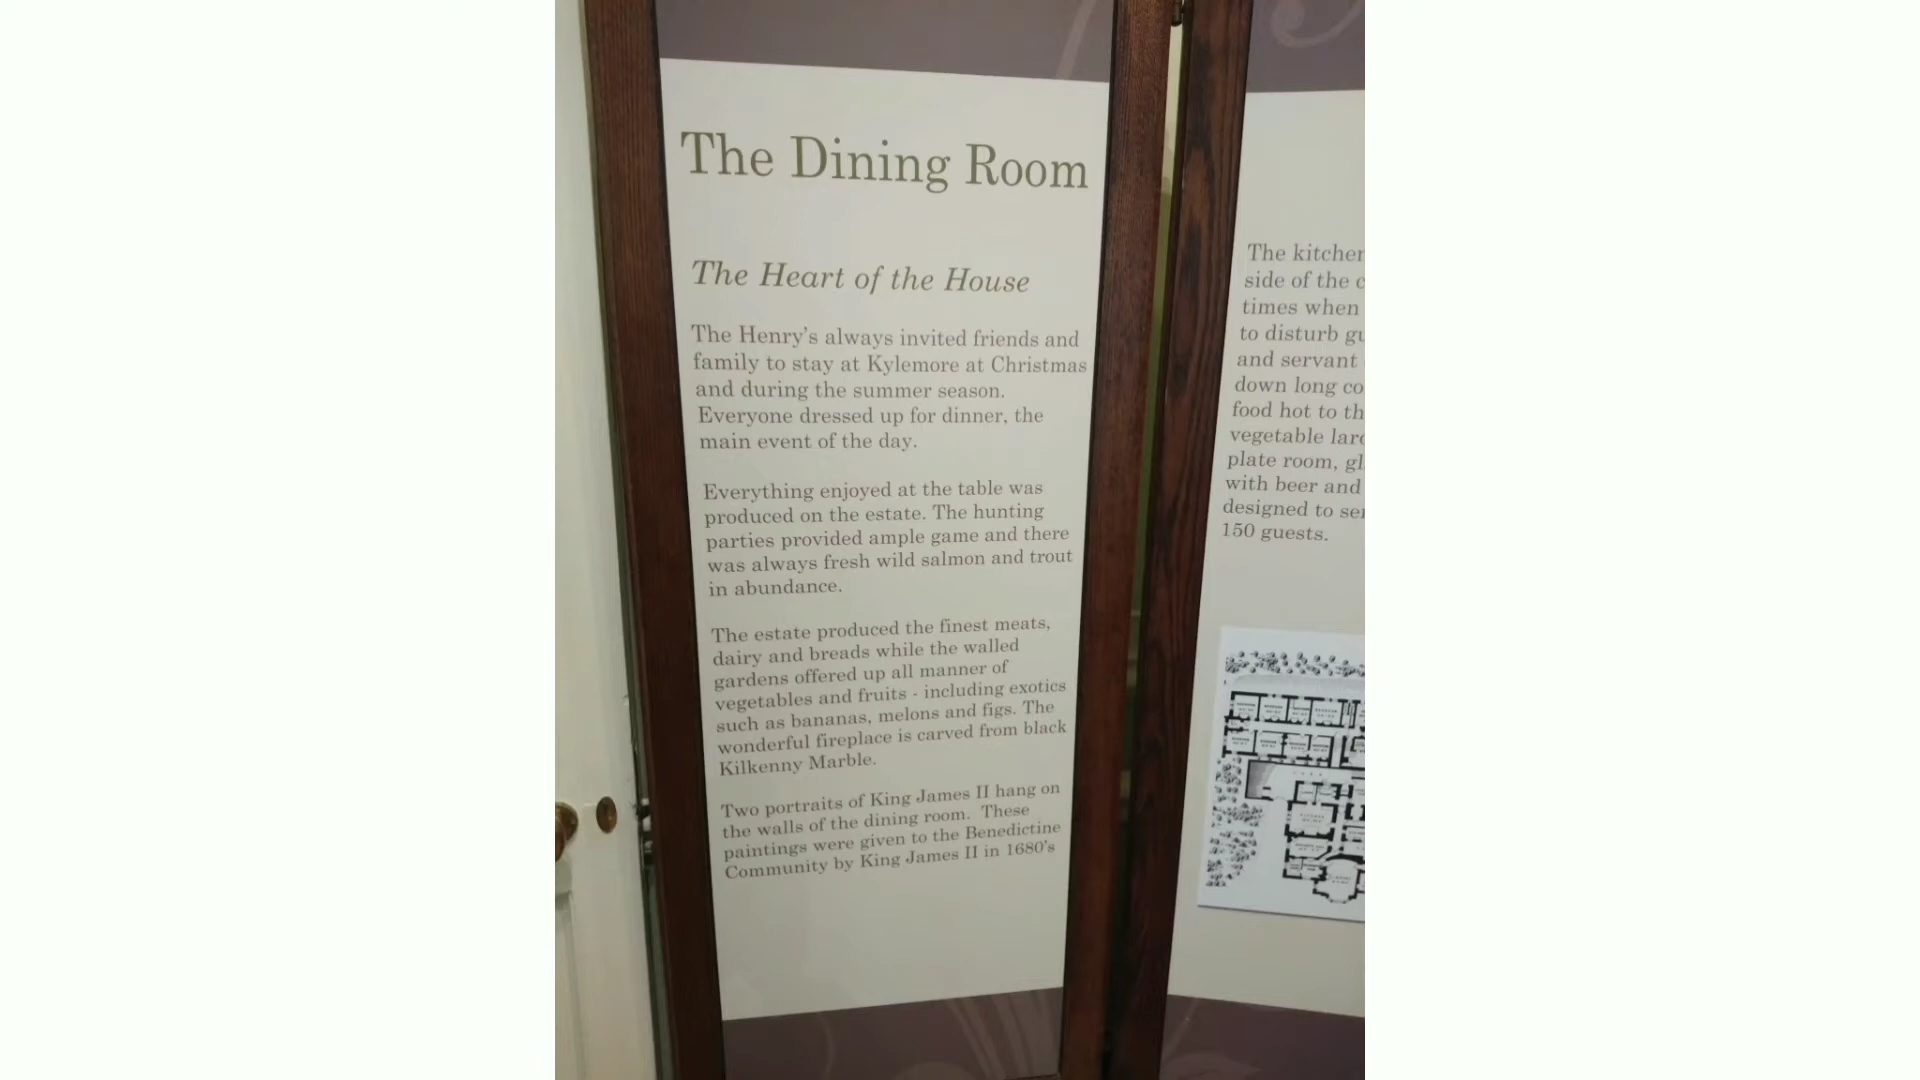 The Dining Room
The Heart of the House
The Henry's always invited friends and
family to stay at Kylemore at Christmas
and during the summer season.
Everyone dressed up for dinner, the
main event of the day.
Everything enjoyed at the table was
produced on the estate. The hunting
parties provided ample game and there
was always fresh wild salmon and trout
in abundance.
The estate produced the finest meats,
dairy and breads while the walled
gardens offered up all manner of
vegetables and fruits - including exotics
such as bananas, melons and figs. The
wonderful fireplace is carved from black
Kilkenny Marble.
Two portraits of King James II hang on
the walls of the dining room. These
paintings were given to the Benedictine
Community by King James II in 1680's
The
side of the
times when
to disturb
and servant
down long
food hot to
vegetable
plate room,
with beer and
designed to
150 guests.